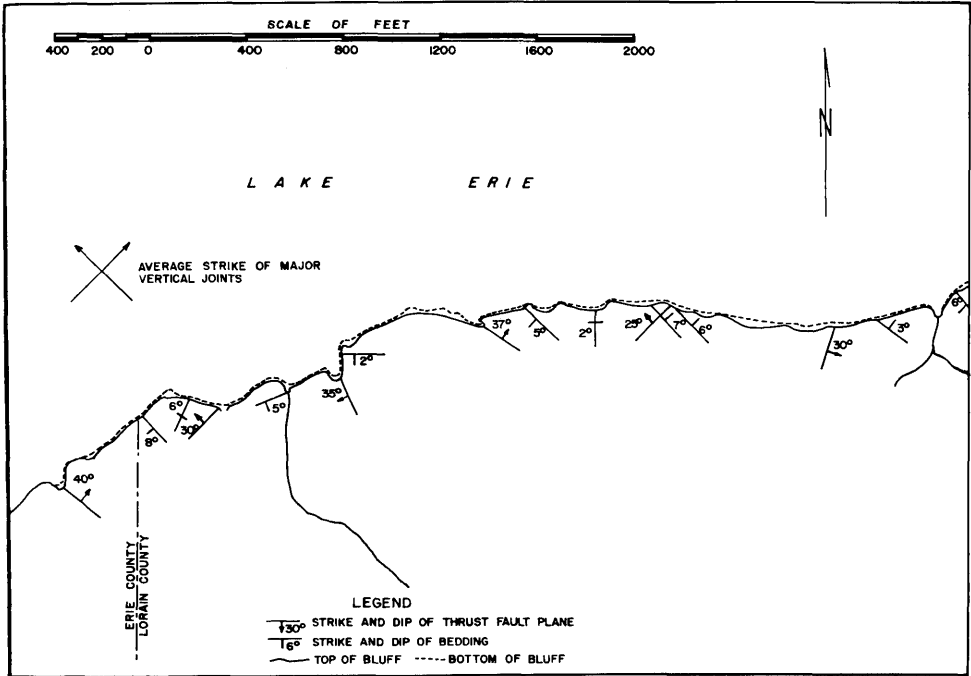 SCALE OF FEET
400 200 0 400 800 1200 1600 2000
N
LAKE ERIE
AVERAGE STRIKE OF MAJOR
VERTICAL JOINTS
6°
37°
5°
2°
25°
7°
6°
3°
30°
2°
35°
5°
6°
30°
8°
40°
ERIE COUNTY
LORAIN COUNTY
LEGEND
30° STRIKE AND DIP OF THRUST FAULT PLANE
6° STRIKE AND DIP OF BEDDING
TOP OF BLUFF BOTTOM OF BLUFF